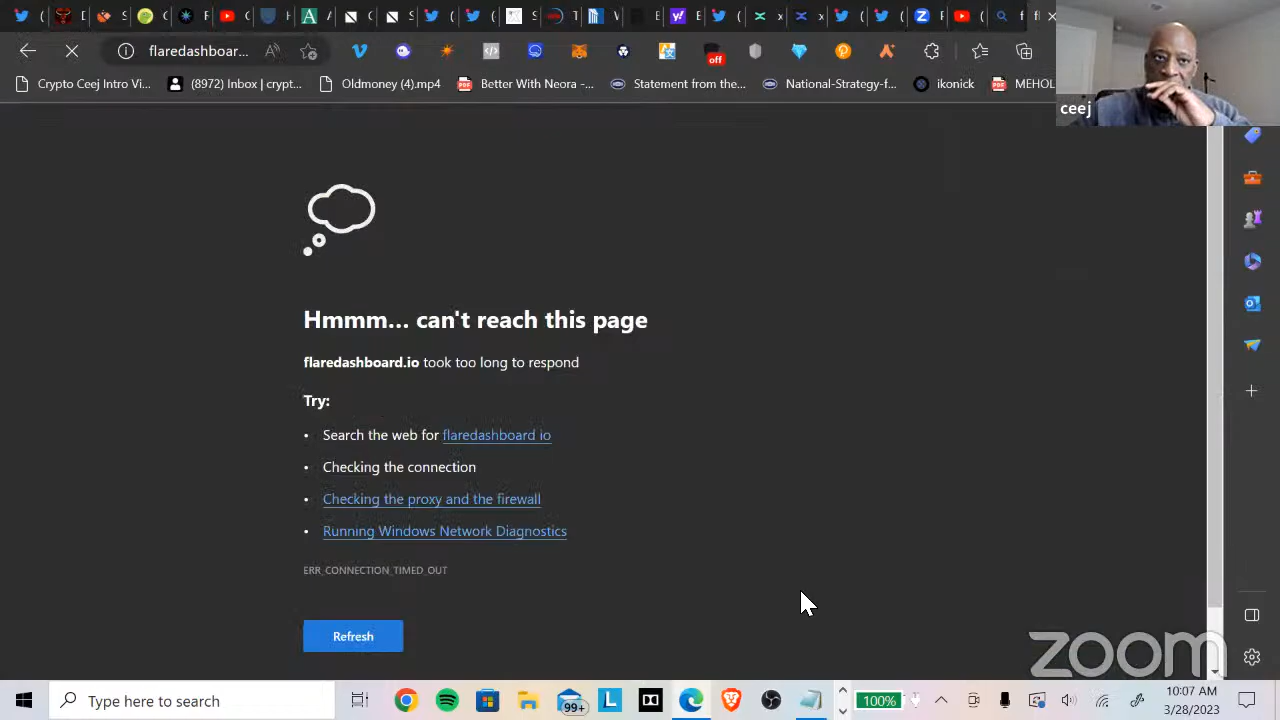 flaredashboar...
off
Crypto Ceej Intro Vi...
(8972) Inbox | crypt...
Oldmoney (4).mp4
Better With Neora -...
Statement from the...
National-Strategy-f...
ikonick
MEHOL
ceej
Hmmm... can't reach this page
flaredashboard.io took too long to respond
Try:
• Search the web for flaredashboard io
• Checking the connection
• Checking the proxy and the firewall
• Running Windows Network Diagnostics
ERR_CONNECTION_TIMED_OUT
Refresh
zoom
Type here to search
99+
100%
10:07 AM
3/28/2023